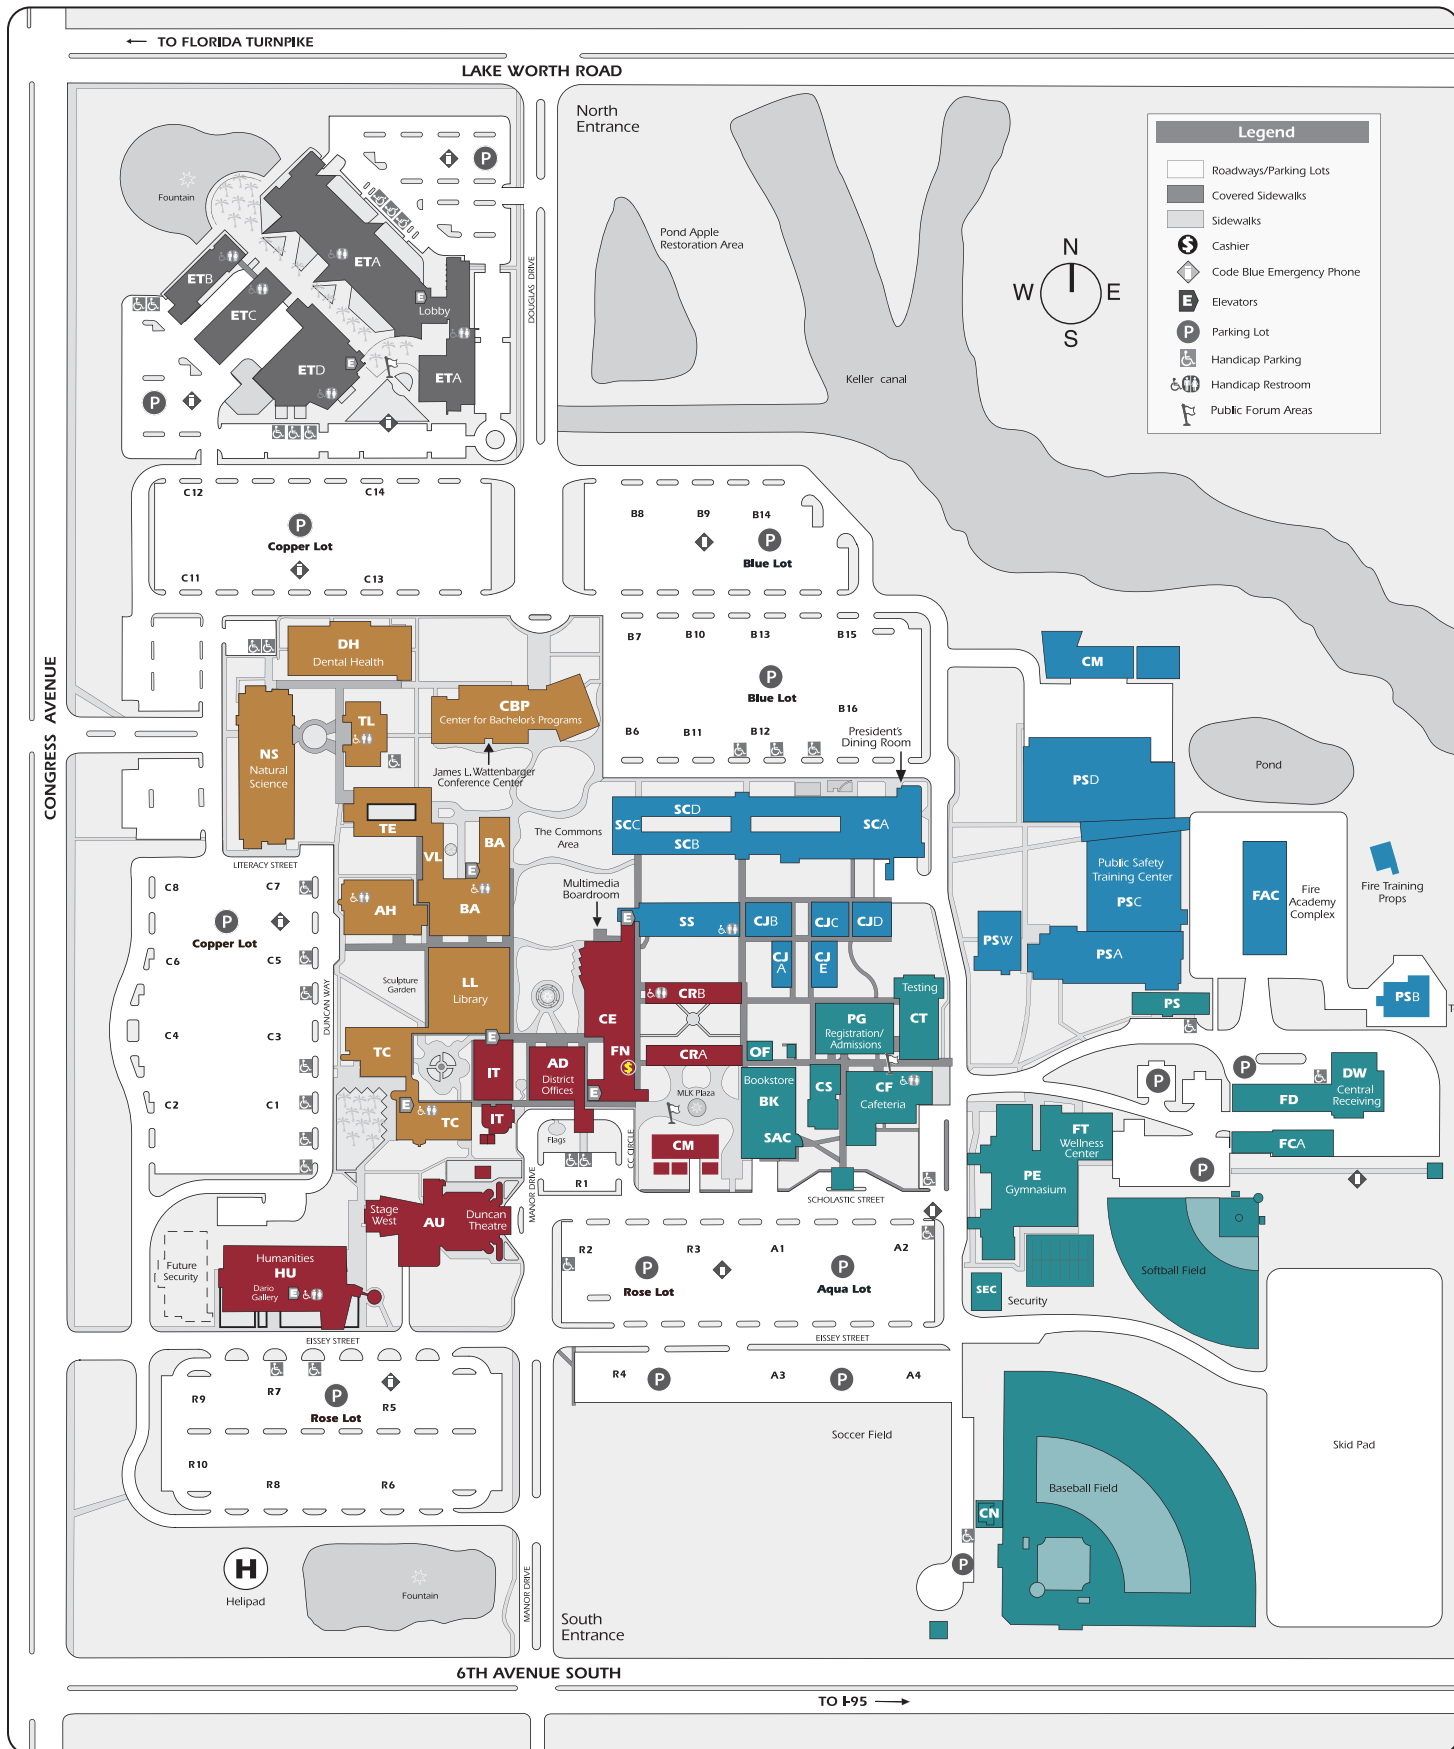 ← TO FLORIDA TURNPIKE
LAKE WORTH ROAD
North
Entrance
Legend
Roadways/Parking Lots
Covered Sidewalks
Sidewalks
$ Cashier
Code Blue Emergency Phone
E Elevators
P Parking Lot
Handicap Parking
Handicap Restroom
Public Forum Areas
N
W E
S
Fountain
P
Pond Apple
Restoration Area
ETA
ETB
ETC
E
Lobby
DOUGLAS DRIVE
ETD
E
ETA
Keller canal
P
C12
C14
P
Copper Lot
C11
C13
B8
B9
B14
P
Blue Lot
B7
B10
B13
B15
P
Blue Lot
B16
B6
B11
B12
President's
Dining Room
CONGRESS AVENUE
DH
Dental Health
CBP
Center for Bachelor's Programs
James L. Wattenbarger
Conference Center
TL
NS
Natural
Science
CM
PSD
Pond
TE
VL
BA
E
BA
The Commons
Area
SCD
SCC
SCB
SCA
LITERACY STREET
C8
C7
P
Copper Lot
C6
C5
AH
Multimedia
Boardroom
E
SS
CJB
CJC
CJD
CJ
A
CJ
E
Public Safety
Training Center
PSC
PSW
PSA
FAC
Fire
Academy
Complex
Fire Training
Props
PSB
PS
Sculpture
Garden
LL
Library
DUNCAN WAY
CE
CRB
Testing
CT
PG
Registration/
Admissions
C4
C3
TC
E
IT
AD
District
Offices
FN
$
E
CRA
OF
MLK Plaza
Bookstore
BK
SAC
CS
CF
Cafeteria
P
P
DW
Central
Receiving
FD
FCA
FT
Wellness
Center
PE
Gymnasium
P
C2
C1
E
TC
IT
Flags
CC CIRCLE
CM
R1
MANOR DRIVE
SCHOLASTIC STREET
Stage
West
AU
Duncan
Theatre
Future
Security
Humanities
HU
Dario
Gallery
E
R2
P
Rose Lot
R3
A1
P
Aqua Lot
A2
SEC
Security
Softball Field
EISSEY STREET
EISSEY STREET
R9
R7
P
Rose Lot
R5
R10
R8
R6
R4
P
A3
P
A4
Soccer Field
Skid Pad
Baseball Field
CN
P
H
Helipad
Fountain
MANOR DRIVE
South
Entrance
6TH AVENUE SOUTH
TO I-95 →